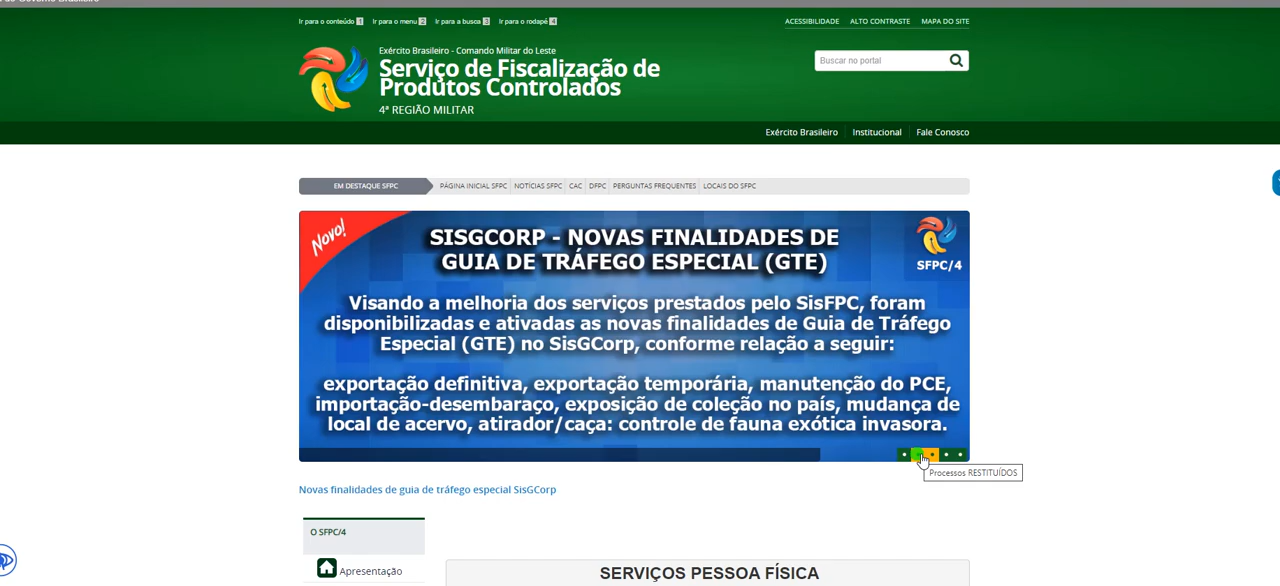 do Governo Brasileiro
Ir para o conteúdo 1 Ir para o menu 2 Ir para a busca 3 Ir para o rodapé 4
ACESSIBILIDADE ALTO CONTRASTE MAPA DO SITE
Exército Brasileiro - Comando Militar do Leste
Serviço de Fiscalização de
Produtos Controlados
4ª REGIÃO MILITAR
Buscar no portal
Exército Brasileiro Institucional Fale Conosco
EM DESTAQUE SFPC PÁGINA INICIAL SFPC NOTÍCIAS SFPC CAC DFPC PERGUNTAS FREQUENTES LOCAIS DO SFPC
Novo!
SISGCORP - NOVAS FINALIDADES DE
GUIA DE TRÁFEGO ESPECIAL (GTE)
SFPC/4
Visando a melhoria dos serviços prestados pelo SisFPC, foram
disponibilizadas e ativadas as novas finalidades de Guia de Tráfego
Especial (GTE) no SisGCorp, conforme relação a seguir:
exportação definitiva, exportação temporária, manutenção do PCE,
importação-desembaraço, exposição de coleção no país, mudança de
local de acervo, atirador/caça: controle de fauna exótica invasora.
Processos RESTITUÍDOS
Novas finalidades de guia de tráfego especial SisGCorp
O SFPC/4
Apresentação
SERVIÇOS PESSOA FÍSICA